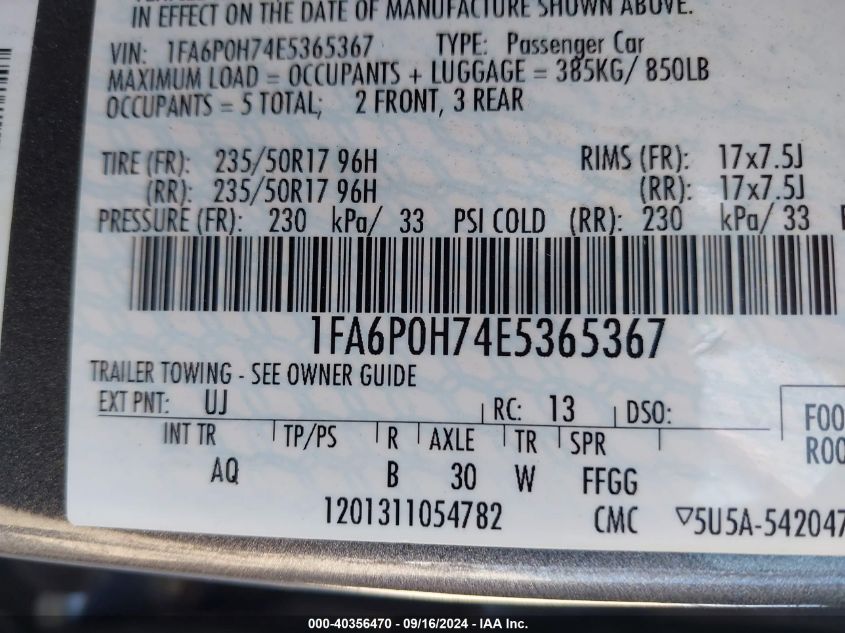 IN EFFECT ON THE DATE OF MANUFACTURE SHOWN ABOVE.
VIN: 1FA6P0H74E5365367 TYPE: Passenger Car
MAXIMUM LOAD = OCCUPANTS + LUGGAGE = 385KG/ 850LB
OCCUPANTS = 5 TOTAL; 2 FRONT, 3 REAR
TIRE (FR): 235/50R17 96H RIMS (FR): 17x7.5J
(RR): 235/50R17 96H (RR): 17x7.5J
PRESSURE (FR): 230 kPa/ 33 PSI COLD (RR): 230 kPa/ 33
1FA6P0H74E5365367
TRAILER TOWING - SEE OWNER GUIDE
EXT PNT: UJ RC: 13 DSO: F00
INT TR TP/PS R AXLE TR SPR R00
AQ B 30 W FFGG
1201311054782 CMC ▽5U5A-542047
000-40356470 - 09/16/2024 - IAA Inc.